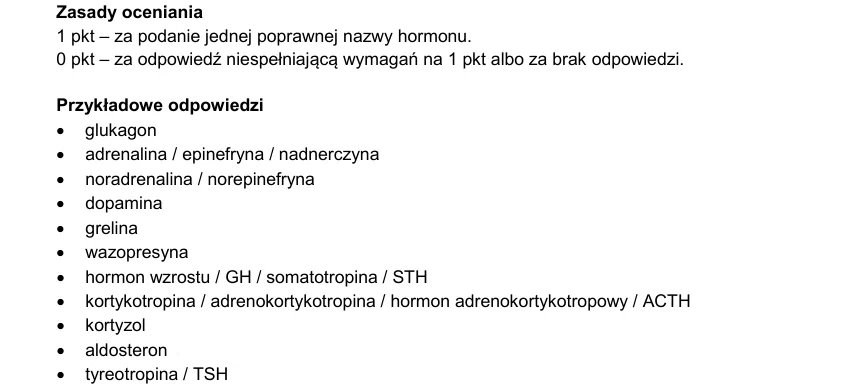 Zasady oceniania
1 pkt – za podanie jednej poprawnej nazwy hormonu.
0 pkt – za odpowiedź niespełniającą wymagań na 1 pkt albo za brak odpowiedzi.
Przykładowe odpowiedzi
• glukagon
• adrenalina / epinefryna / nadnerczyna
• noradrenalina / norepinefryna
• dopamina
• grelina
• wazopresyna
• hormon wzrostu / GH / somatotropina / STH
• kortykotropina / adrenokortykotropina / hormon adrenokortykotropowy / ACTH
• kortyzol
• aldosteron
• tyreotropina / TSH